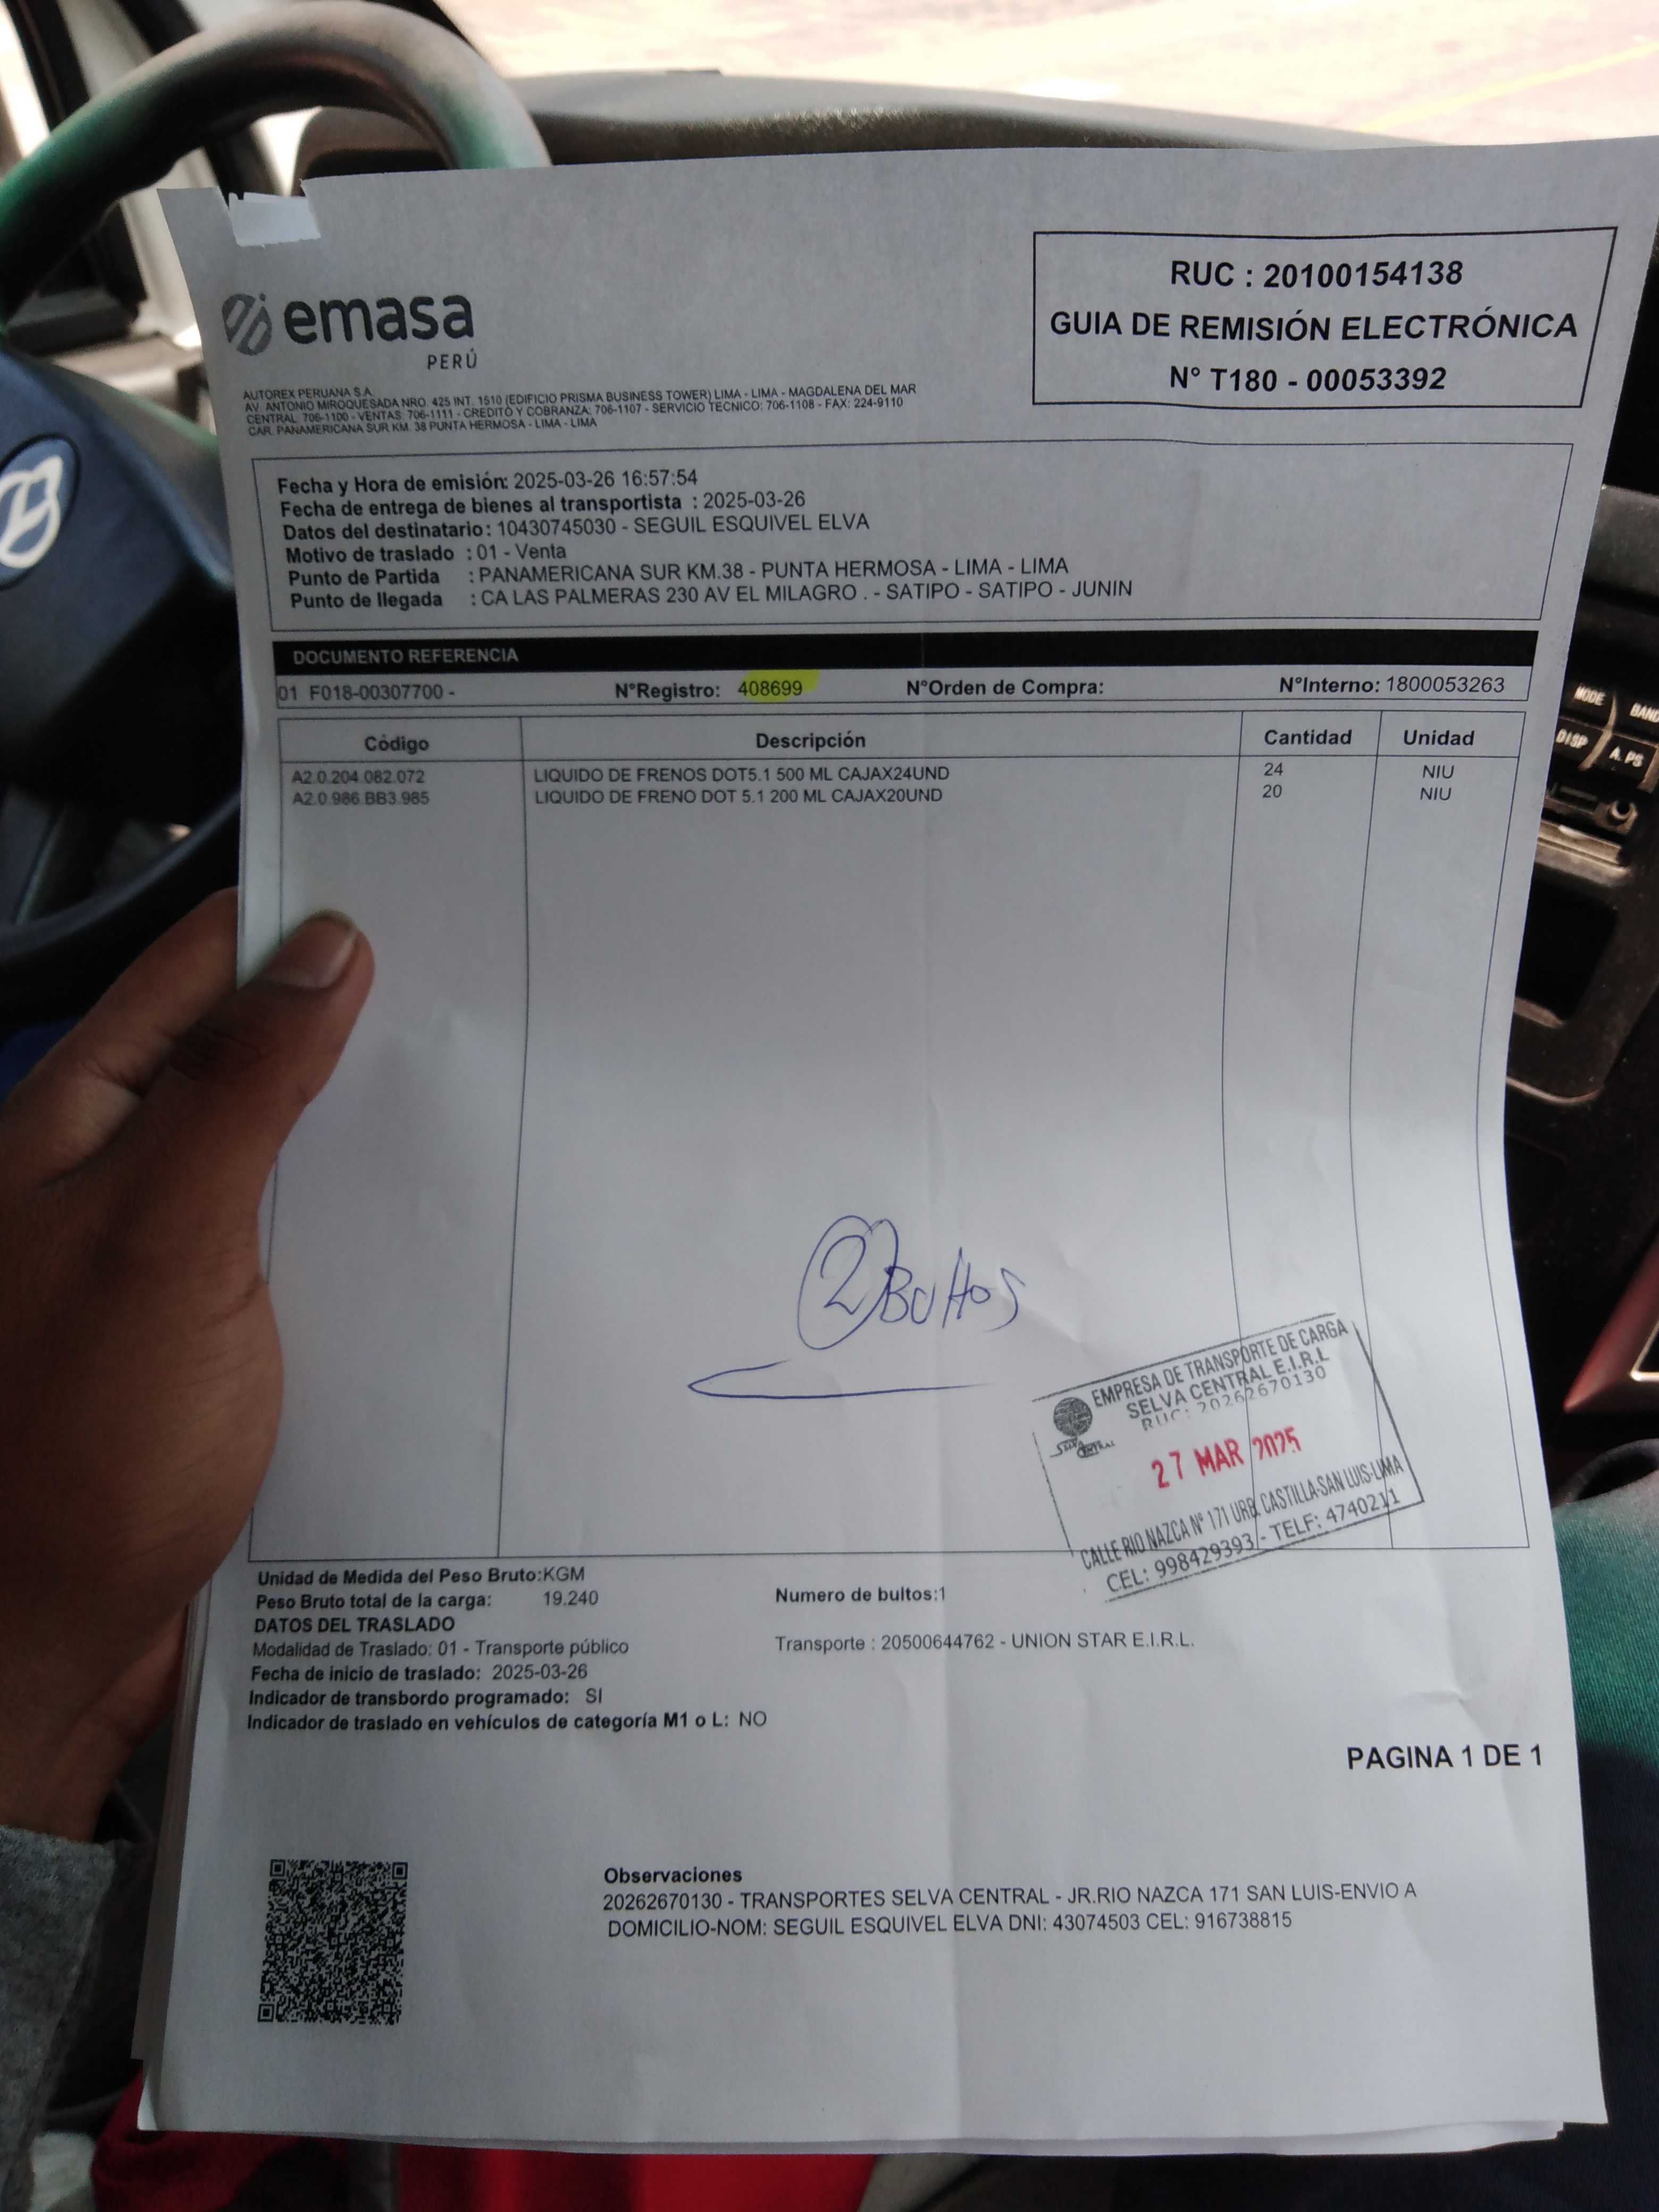 emasa
PERÚ
RUC : 20100154138
GUIA DE REMISIÓN ELECTRÓNICA
N° T180 - 00053392
AUTOREX PERUANA S.A.
AV. ANTONIO MIROQUESADA NRO. 425 INT. 1510 (EDIFICIO PRISMA BUSINESS TOWER) LIMA - LIMA - MAGDALENA DEL MAR
CENTRAL 706-1100 - VENTAS: 706-1111 - CREDITO Y COBRANZA: 706-1107 - SERVICIO TECNICO: 706-1108 - FAX: 224-9110
CAR. PANAMERICANA SUR KM. 38 PUNTA HERMOSA - LIMA - LIMA
Fecha y Hora de emisión: 2025-03-26 16:57:54
Fecha de entrega de bienes al transportista : 2025-03-26
Datos del destinatario: 10430745030 - SEGUIL ESQUIVEL ELVA
Motivo de traslado : 01 - Venta
Punto de Partida : PANAMERICANA SUR KM.38 - PUNTA HERMOSA - LIMA - LIMA
Punto de llegada : CA LAS PALMERAS 230 AV EL MILAGRO . - SATIPO - SATIPO - JUNIN
DOCUMENTO REFERENCIA
01 F018-00307700 - N°Registro: 408699 N°Orden de Compra: N°Interno: 1800053263
Código Descripción Cantidad Unidad
A2.0.204.082.072 LIQUIDO DE FRENOS DOT5.1 500 ML CAJAX24UND 24 NIU
A2.0.986.BB3.985 LIQUIDO DE FRENO DOT 5.1 200 ML CAJAX20UND 20 NIU
2 Bultos
EMPRESA DE TRANSPORTE DE CARGA
SELVA CENTRAL E.I.R.L
RUC: 20262670130
SELVA CENTRAL
27 MAR 2025
CALLE RIO NAZCA N° 171 URB. CASTILLA-SAN LUIS-LIMA
CEL: 998429393 - TELF: 4740211
Unidad de Medida del Peso Bruto:KGM
Peso Bruto total de la carga: 19.240 Numero de bultos:1
DATOS DEL TRASLADO
Modalidad de Traslado: 01 - Transporte público Transporte : 20500644762 - UNION STAR E.I.R.L.
Fecha de inicio de traslado: 2025-03-26
Indicador de transbordo programado: SI
Indicador de traslado en vehículos de categoría M1 o L: NO
PAGINA 1 DE 1
Observaciones
20262670130 - TRANSPORTES SELVA CENTRAL - JR.RIO NAZCA 171 SAN LUIS-ENVIO A
DOMICILIO-NOM: SEGUIL ESQUIVEL ELVA DNI: 43074503 CEL: 916738815
MODE
BAND
DISP
A.PS